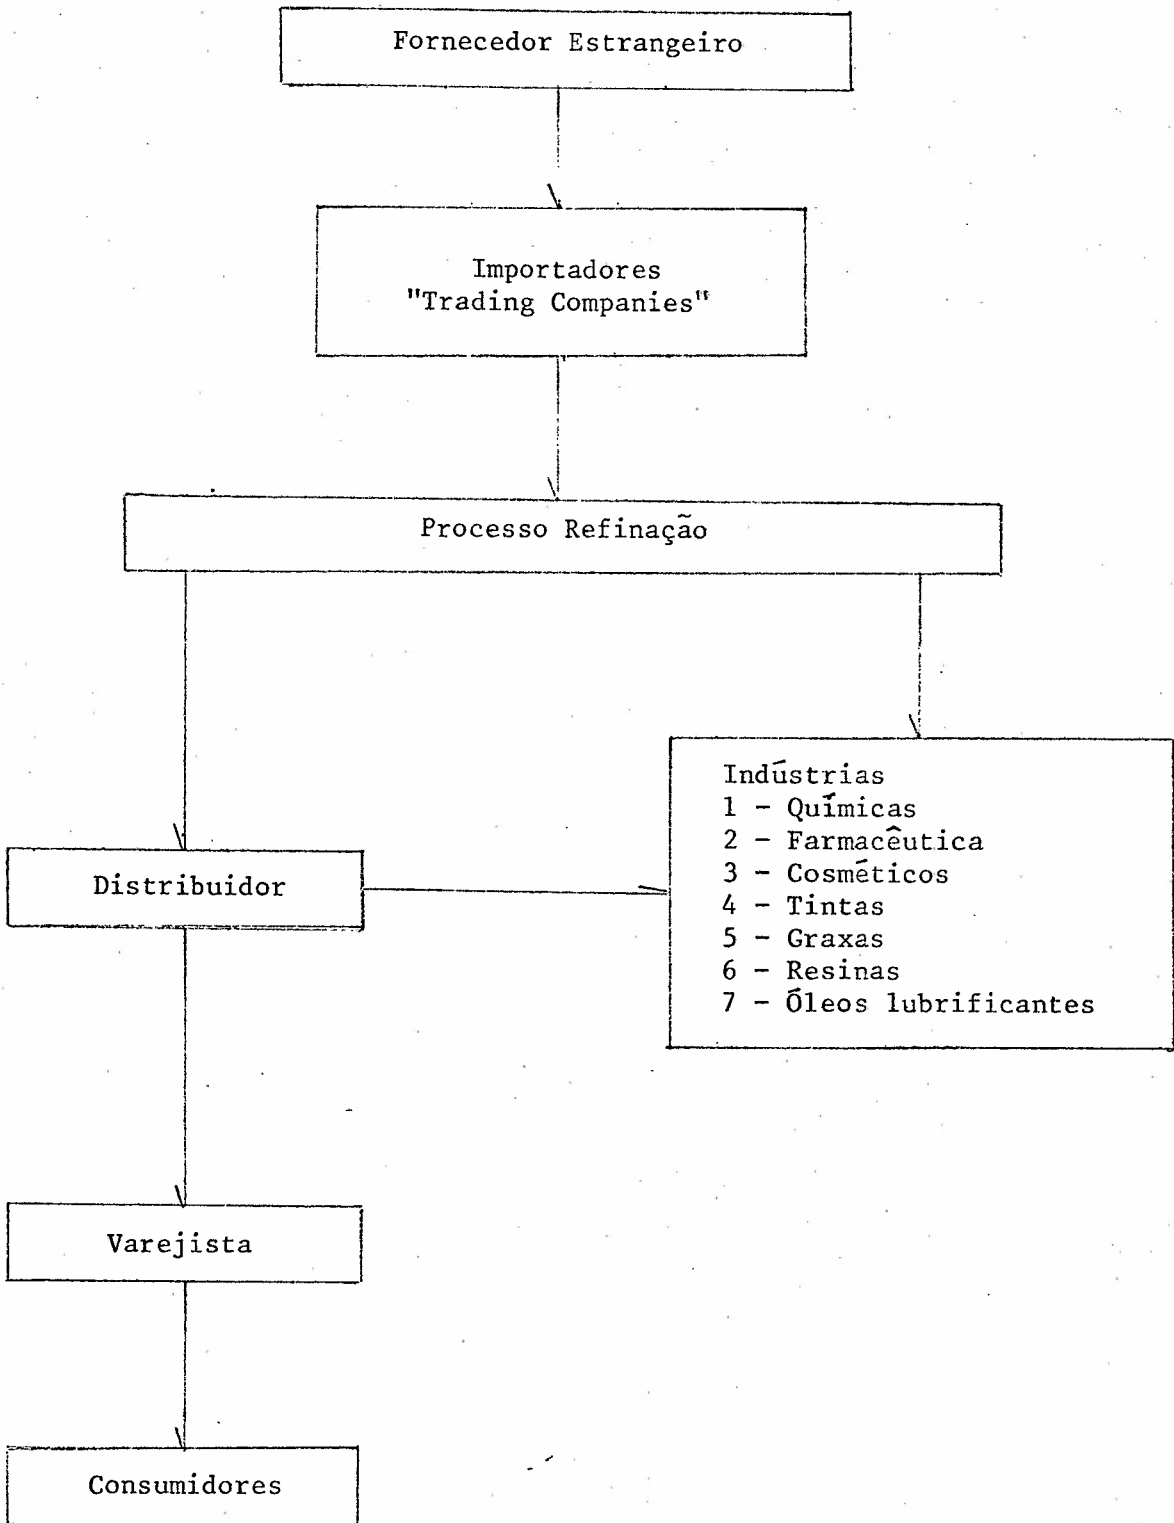 Fornecedor Estrangeiro
Importadores
"Trading Companies"
Processo Refinação
Indústrias
1 - Químicas
2 - Farmacêutica
3 - Cosméticos
4 - Tintas
5 - Graxas
6 - Resinas
7 - Óleos lubrificantes
Distribuidor
Varejista
Consumidores